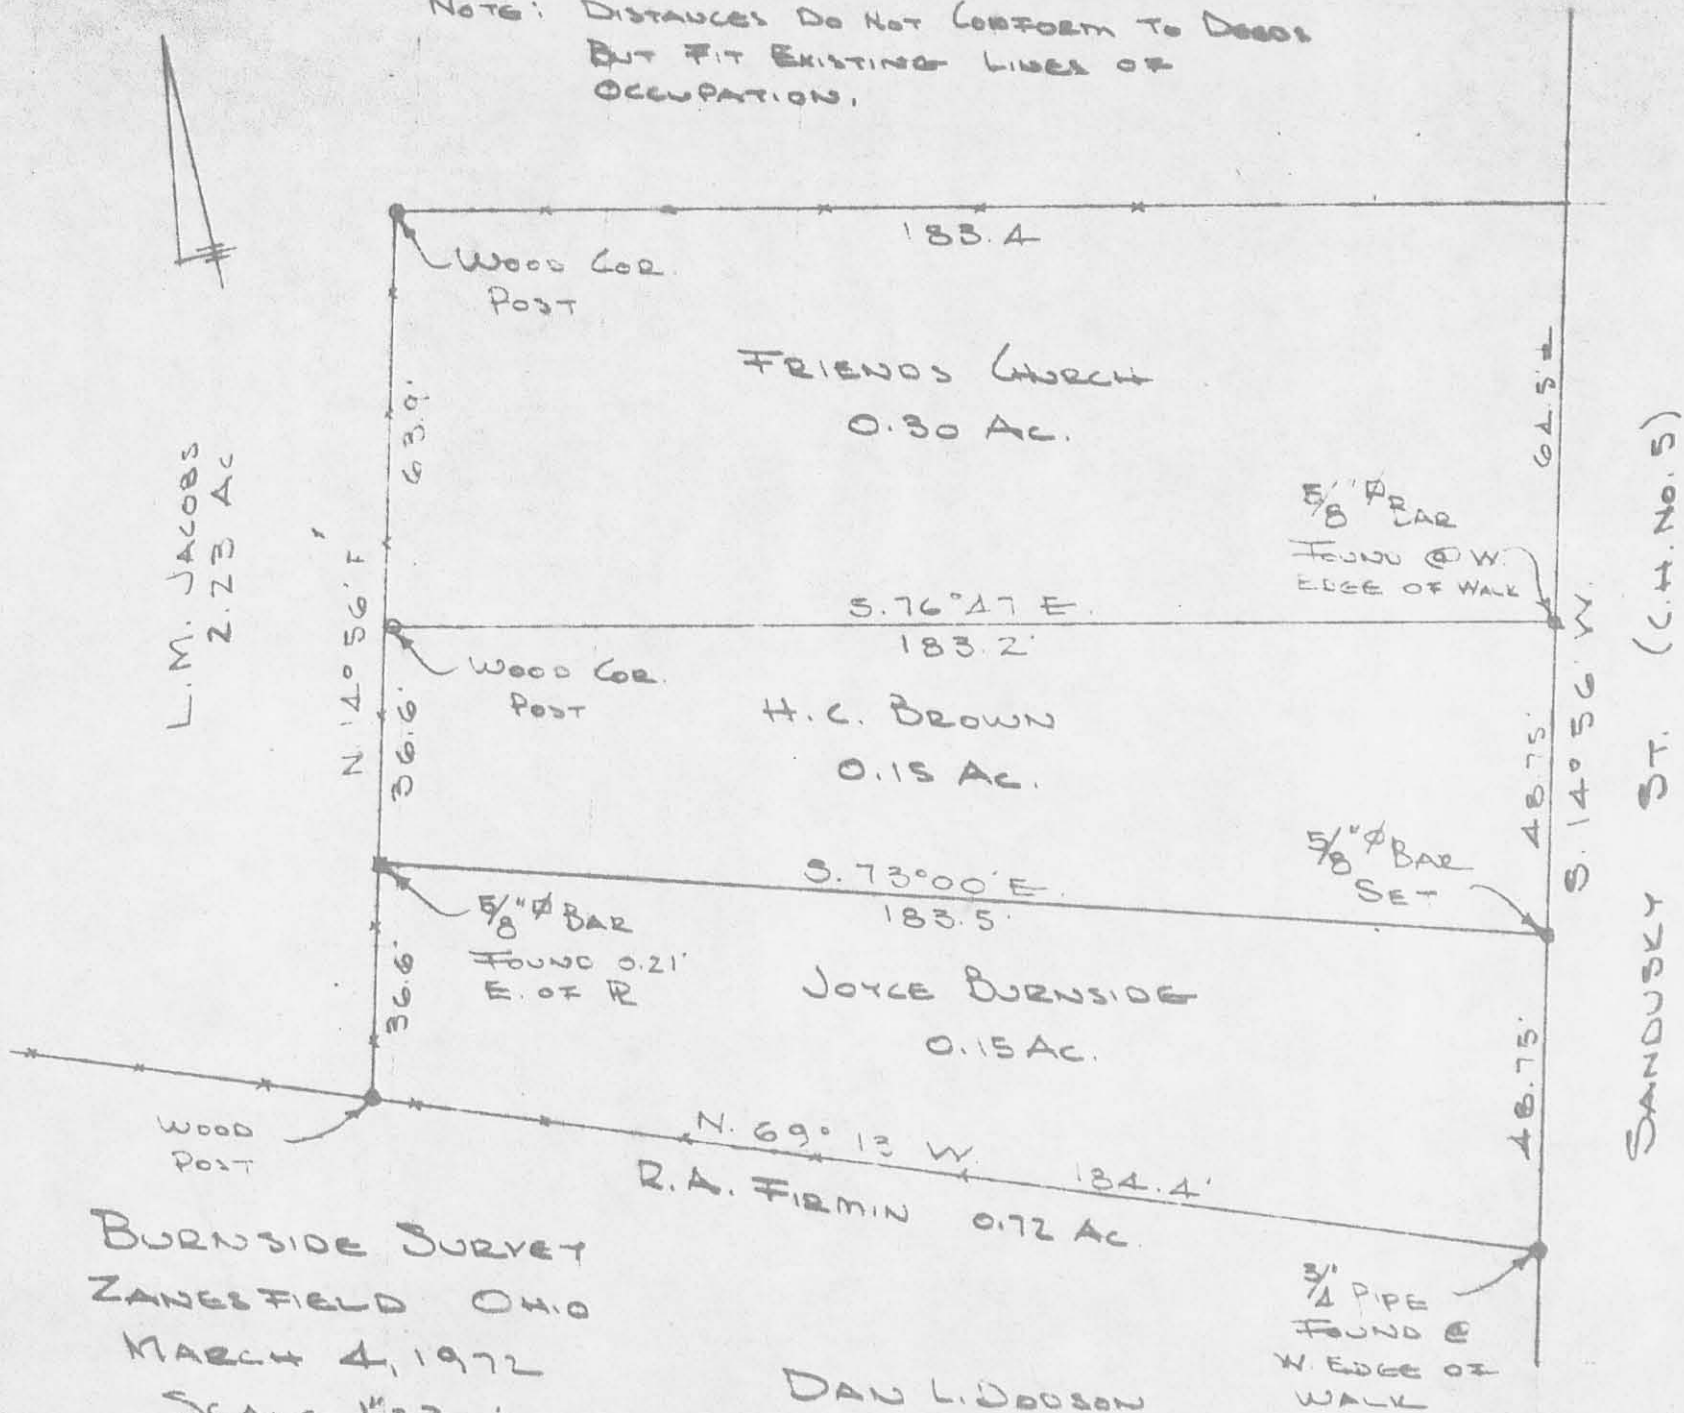 NOTE: DISTANCES DO NOT CONFORM TO DEEDS
BUT FIT EXISTING LINES OF
OCCUPATION.
183.4
WOOD COR.
POST
FRIENDS CHURCH
0.30 AC.
63.9'
64.5±
L.M. JACOBS
2.23 AC
N. 14° 56' E
5/8" Ø BAR
FOUND @ W.
EDGE OF WALK
S. 76° 47' E.
183.2'
WOOD COR.
POST
H.C. BROWN
0.15 AC.
36.6'
48.75'
S. 14° 56' W.
SANDUSKY ST. (C.H. NO. 5)
5/8" Ø BAR
SET
S. 73° 00' E.
183.5'
5/8" Ø BAR
FOUND 0.21'
E. OF PL
JOYCE BURNSIDE
0.15 AC.
36.6'
48.75'
WOOD
POST
N. 69° 13' W. 184.4'
R.A. FIRMIN 0.72 AC.
BURNSIDE SURVEY
ZANESFIELD OHIO
MARCH 4, 1972
3/4" PIPE
FOUND @
W. EDGE OF
WALK
DAN L. DODSON